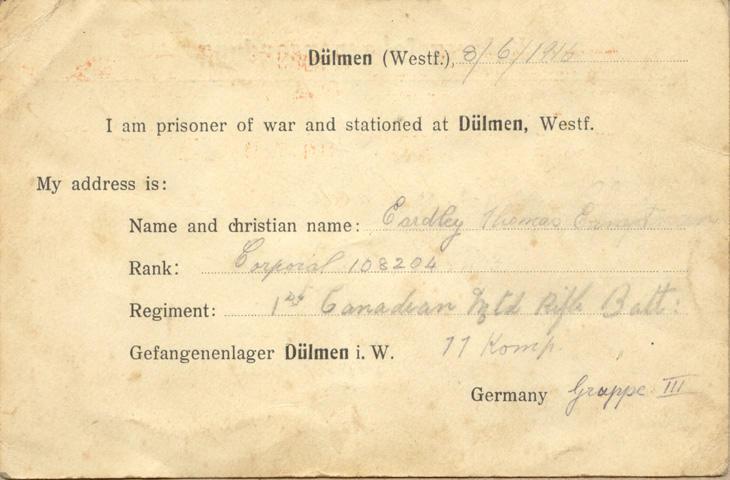 Dülmen (Westf.), 8/6/1916
I am prisoner of war and stationed at Dülmen, Westf.
My address is:
Name and christian name: Eardley Thomas
Rank: Corporal 108204
Regiment: 1st Canadian Mtd Rifle Batt:
Gefangenenlager Dülmen i. W. 11 Komp.
Germany Gruppe III